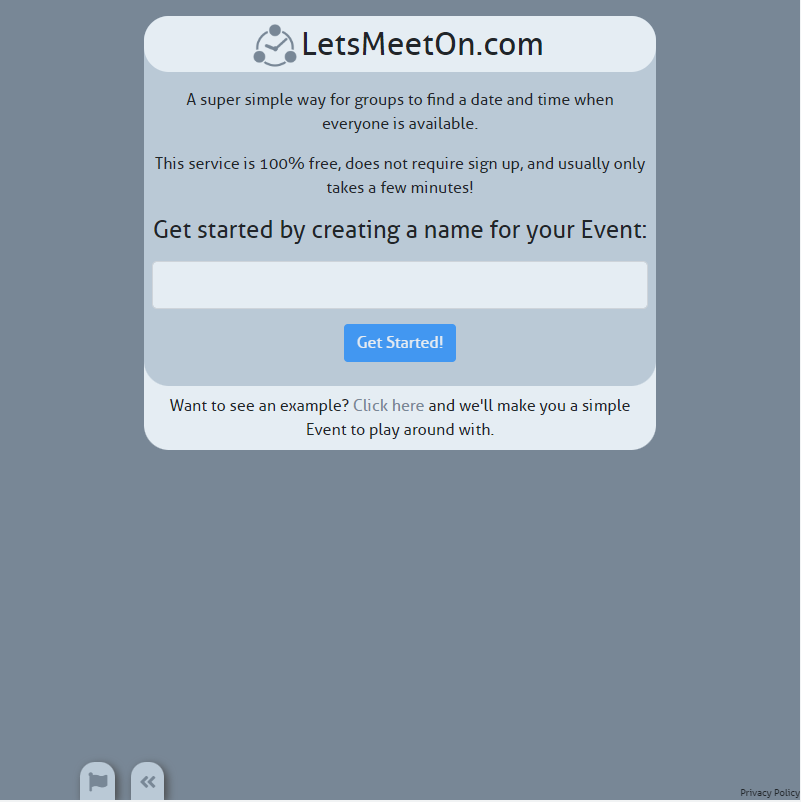 LetsMeetOn.com
A super simple way for groups to find a date and time when
everyone is available.
This service is 100% free, does not require sign up, and usually only
takes a few minutes!
Get started by creating a name for your Event:
Get Started!
Want to see an example? Click here and we'll make you a simple
Event to play around with.
Privacy Policy